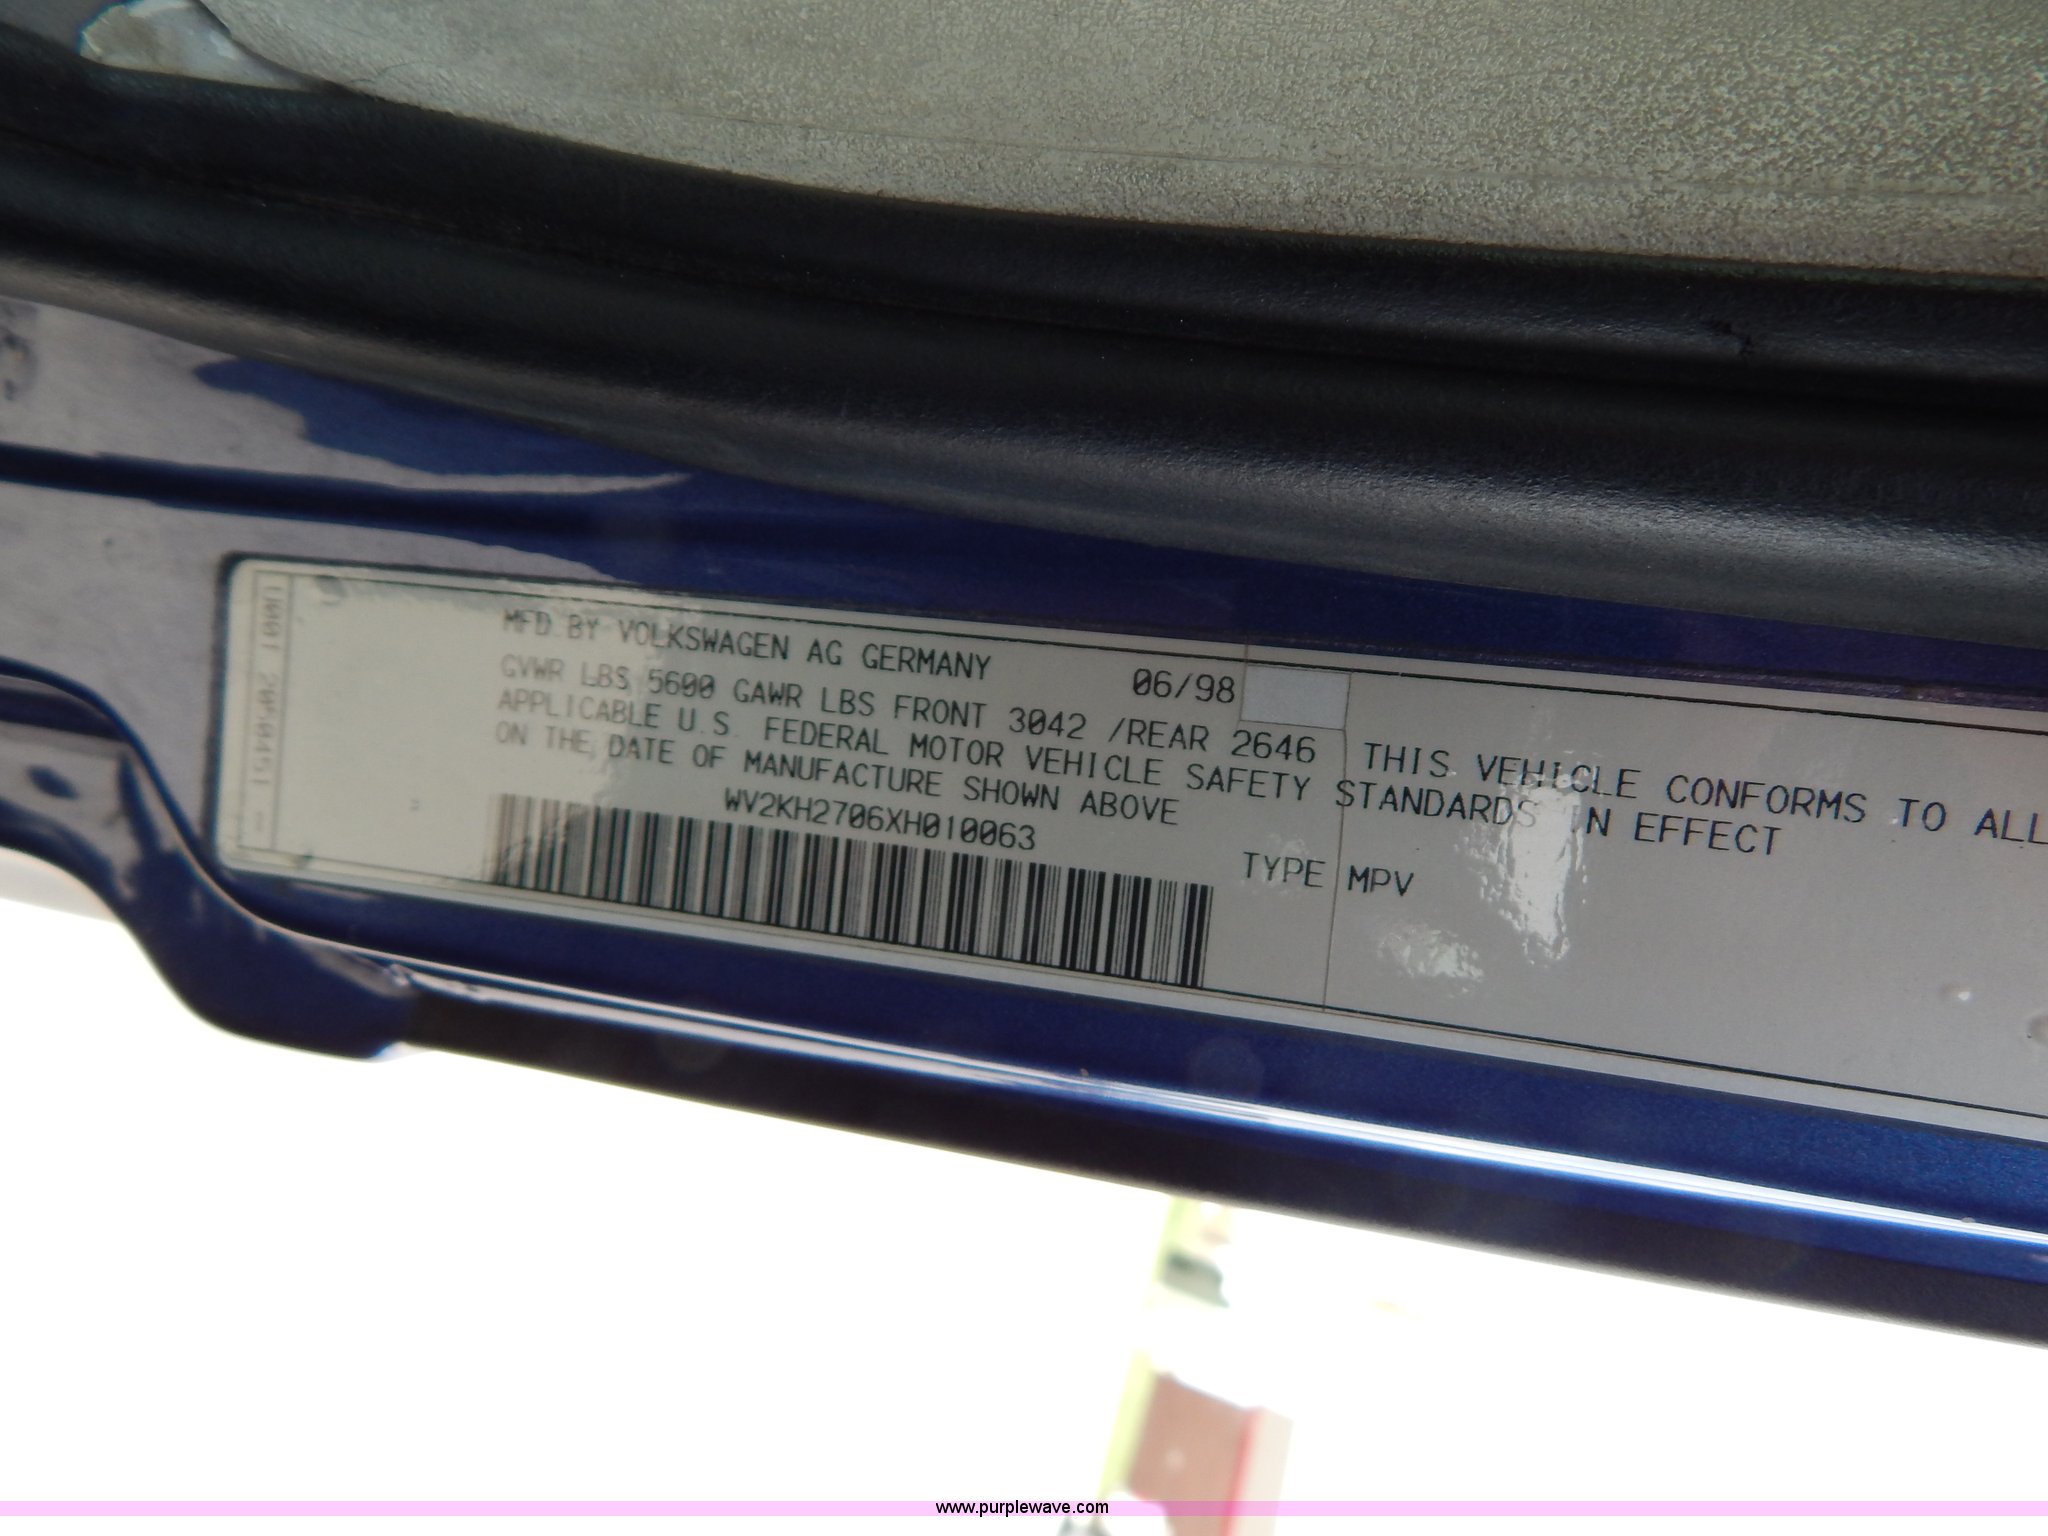 MFD. BY VOLKSWAGEN AG GERMANY 06/98
GVWR LBS 5600 GAWR LBS FRONT 3042 /REAR 2646 THIS VEHICLE CONFORMS TO ALL
APPLICABLE U.S. FEDERAL MOTOR VEHICLE SAFETY STANDARDS IN EFFECT
ON THE DATE OF MANUFACTURE SHOWN ABOVE
WV2KH2706XH010063 TYPE MPV
www.purplewave.com